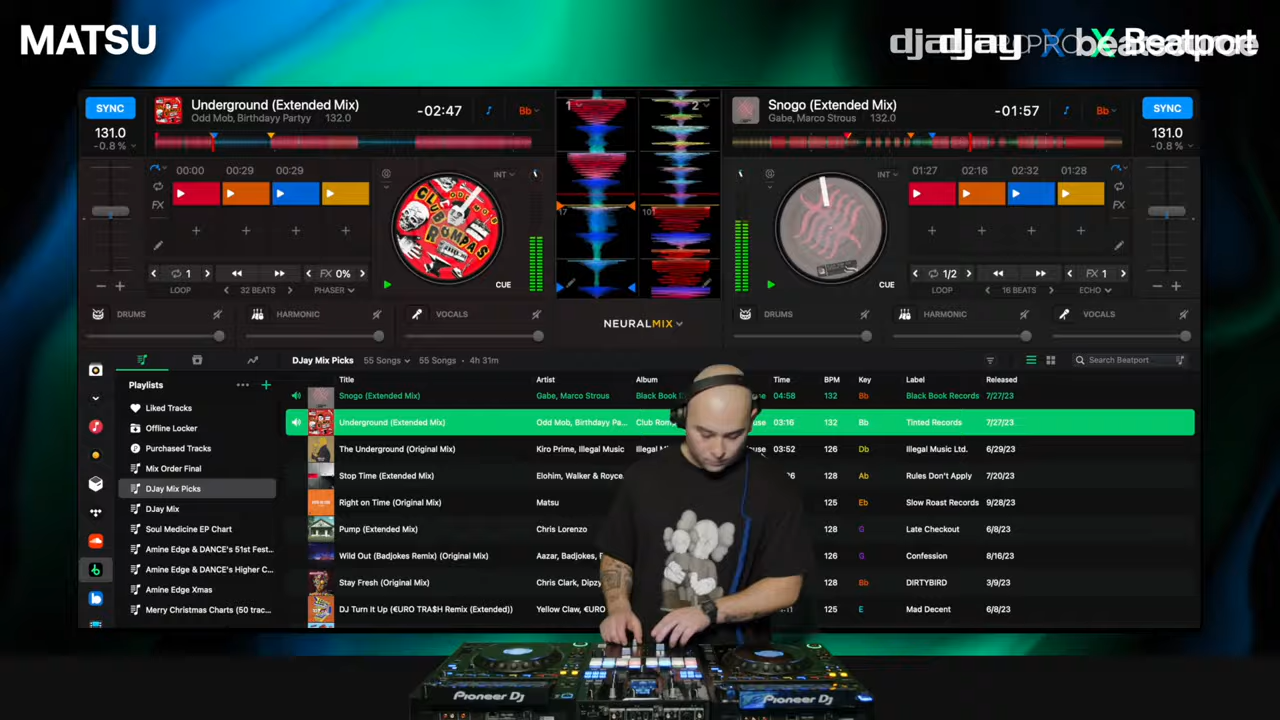 MATSU
djay
Beatport
SYNC
131.0
-0.8 %
Underground (Extended Mix)
Odd Mob, Birthdayy Partyy 132.0
-02:47
Bb
1
2
Snogo (Extended Mix)
Gabe, Marco Strous 132.0
-01:57
Bb
SYNC
131.0
-0.8 %
00:00 00:29 00:29
INT
FX
17
101
INT
01:27 02:16 02:32 01:28
FX
1
LOOP
32 BEATS
FX 0%
PHASER
CUE
CUE
1/2
LOOP
16 BEATS
FX 1
ECHO
DRUMS
HARMONIC
VOCALS
NEURALMIX
DRUMS
HARMONIC
VOCALS
DJay Mix Picks 55 Songs 55 Songs • 4h 31m
Search Beatport
Playlists
Liked Tracks
Offline Locker
Purchased Tracks
Mix Order Final
DJay Mix Picks
DJay Mix
Soul Medicine EP Chart
Amine Edge & DANCE's 51st Fest...
Amine Edge & DANCE's Higher C...
Amine Edge Xmas
Merry Christmas Charts (50 trac...
Title Artist Album Time BPM Key Label Released
Snogo (Extended Mix) Gabe, Marco Strous Black Book 04:58 132 Bb Black Book Records 7/27/23
Underground (Extended Mix) Odd Mob, Birthdayy Pa... Club Rom 03:16 132 Bb Tinted Records 7/27/23
The Underground (Original Mix) Kiro Prime, Illegal Music Illegal M 03:52 126 Db Illegal Music Ltd. 6/29/23
Stop Time (Extended Mix) Elohim, Walker & Royce 128 Ab Rules Don't Apply 7/20/23
Right on Time (Original Mix) Matsu 125 Eb Slow Roast Records 9/28/23
Pump (Extended Mix) Chris Lorenzo 128 G Late Checkout 6/8/23
Wild Out (Badjokes Remix) (Original Mix) Aazar, Badjokes, 126 G Confession 8/16/23
Stay Fresh (Original Mix) Chris Clark, Dipzy 128 Bb DIRTYBIRD 3/9/23
DJ Turn It Up (€URO TRA$H Remix (Extended)) Yellow Claw, €URO :11 128 E Mad Decent 6/8/23
Pioneer Dj
Pioneer Dj